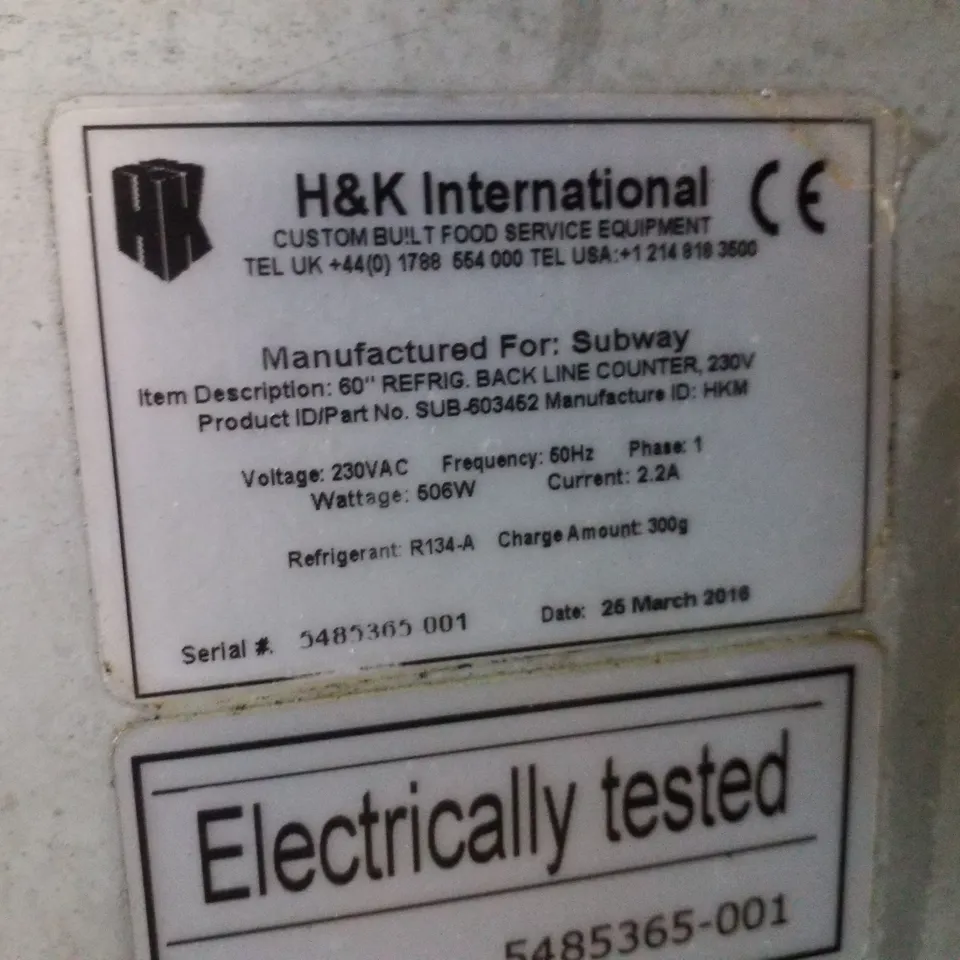 HK
H&K International CE
CUSTOM BUILT FOOD SERVICE EQUIPMENT
TEL UK +44(0) 1788 554 000 TEL USA:+1 214 818 3500
Manufactured For: Subway
Item Description: 60" REFRIG. BACK LINE COUNTER, 230V
Product ID/Part No. SUB-603452 Manufacture ID: HKM
Voltage: 230VAC Frequency: 50Hz Phase: 1
Wattage: 506W Current: 2.2A
Refrigerant: R134-A Charge Amount: 300g
Serial #. 5485365 001 Date: 25 March 2016
Electrically tested
5485365-001